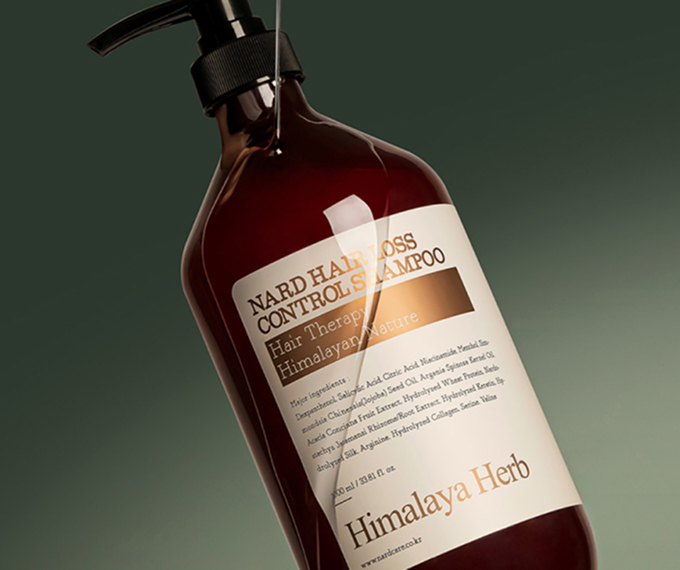 NARD HAIR LOSS
CONTROL SHAMPOO
Hair Therapy
Himalayan Nature
Major ingredients
Dexpanthenol, Salicylic Acid, Citric Acid, Niacinamide, Menthol, Sim-
mondsia Chinensis(Jojoba) Seed Oil, Argania Spinosa Kernel Oil,
Acacia Concinna Fruit Extract, Hydrolyzed Wheat Protein, Nardo-
stachys Jatamansi Rhizome/Root Extract, Hydrolyzed Keratin, Hy-
drolyzed Silk, Arginine, Hydrolyzed Collagen, Serine, Valine
1000 ml / 33.81 fl. oz.
Himalaya Herb
www.nardcare.co.kr